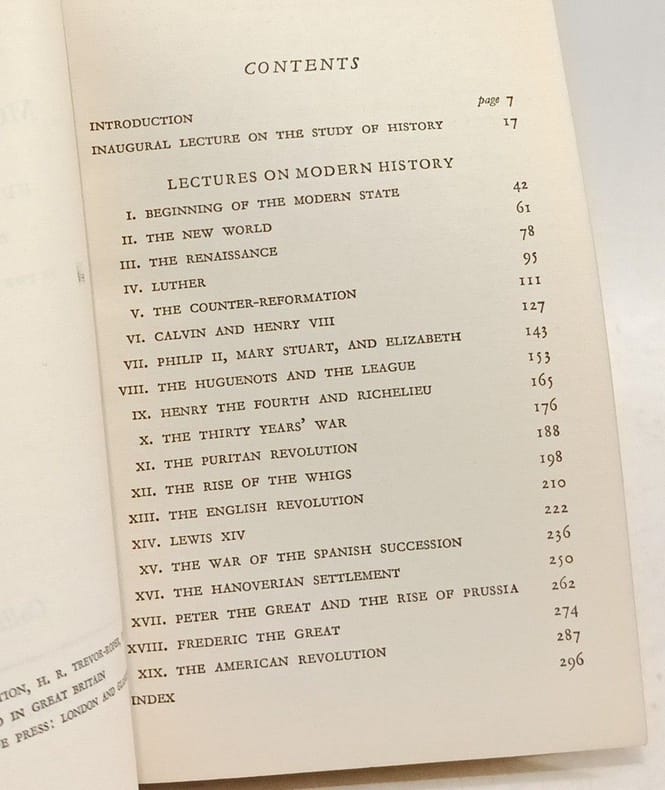 TION, H. R. TREVOR-ROPER,
D IN GREAT BRITAIN
E PRESS: LONDON AND
CONTENTS
INTRODUCTION page 7
INAUGURAL LECTURE ON THE STUDY OF HISTORY 17
LECTURES ON MODERN HISTORY
I. BEGINNING OF THE MODERN STATE 42
II. THE NEW WORLD 61
III. THE RENAISSANCE 78
IV. LUTHER 95
V. THE COUNTER-REFORMATION 111
VI. CALVIN AND HENRY VIII 127
VII. PHILIP II, MARY STUART, AND ELIZABETH 143
VIII. THE HUGUENOTS AND THE LEAGUE 153
IX. HENRY THE FOURTH AND RICHELIEU 165
X. THE THIRTY YEARS' WAR 176
XI. THE PURITAN REVOLUTION 188
XII. THE RISE OF THE WHIGS 198
XIII. THE ENGLISH REVOLUTION 210
XIV. LEWIS XIV 222
XV. THE WAR OF THE SPANISH SUCCESSION 236
XVI. THE HANOVERIAN SETTLEMENT 250
XVII. PETER THE GREAT AND THE RISE OF PRUSSIA 262
XVIII. FREDERIC THE GREAT 274
XIX. THE AMERICAN REVOLUTION 287
INDEX 296